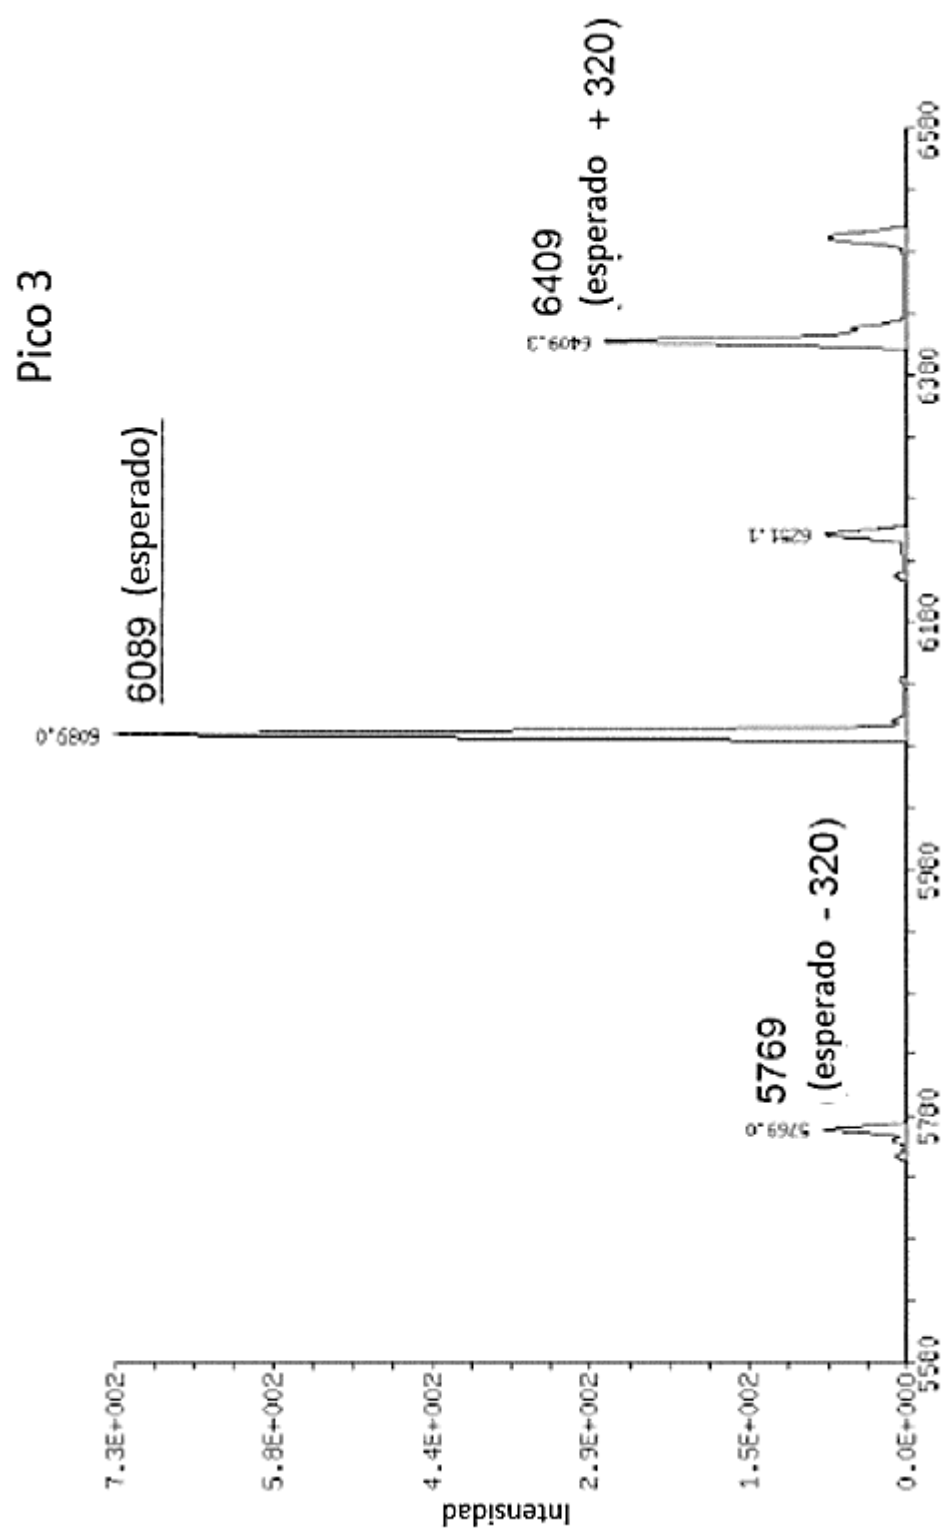 Pico 3
6089 (esperado)
6089.0
6409
(esperado + 320)
6409.3
6251.1
5769
(esperado - 320)
5769.0
Intensidad
7.3E+002
5.8E+002
4.4E+002
2.9E+002
1.5E+002
0.0E+000
5580
5780
5980
6180
6380
6580